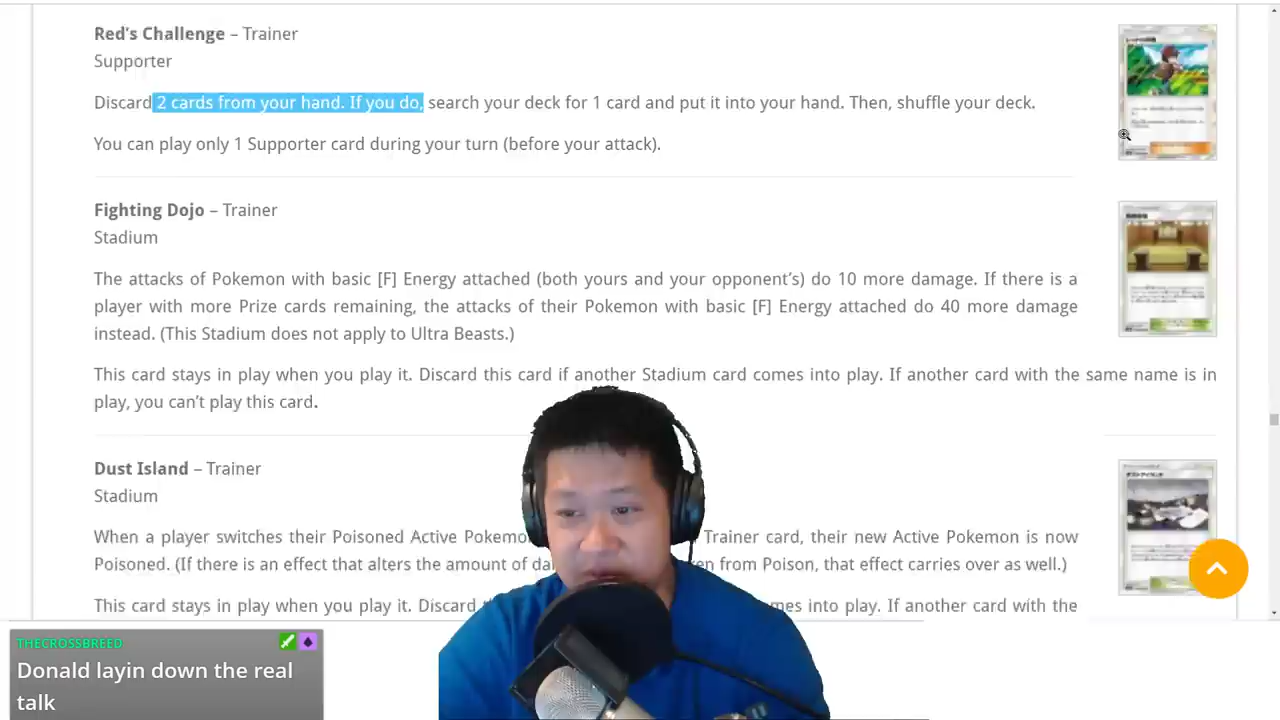 Red's Challenge – Trainer
Supporter
Discard 2 cards from your hand. If you do, search your deck for 1 card and put it into your hand. Then, shuffle your deck.
You can play only 1 Supporter card during your turn (before your attack).
Fighting Dojo – Trainer
Stadium
The attacks of Pokemon with basic [F] Energy attached (both yours and your opponent's) do 10 more damage. If there is a
player with more Prize cards remaining, the attacks of their Pokemon with basic [F] Energy attached do 40 more damage
instead. (This Stadium does not apply to Ultra Beasts.)
This card stays in play when you play it. Discard this card if another Stadium card comes into play. If another card with the same name is in
play, you can't play this card.
Dust Island – Trainer
Stadium
When a player switches their Poisoned Active Pokemo Trainer card, their new Active Pokemon is now
Poisoned. (If there is an effect that alters the amount of da en from Poison, that effect carries over as well.)
This card stays in play when you play it. Discard mes into play. If another card with the
THECROSSBREED
Donald layin down the real
talk